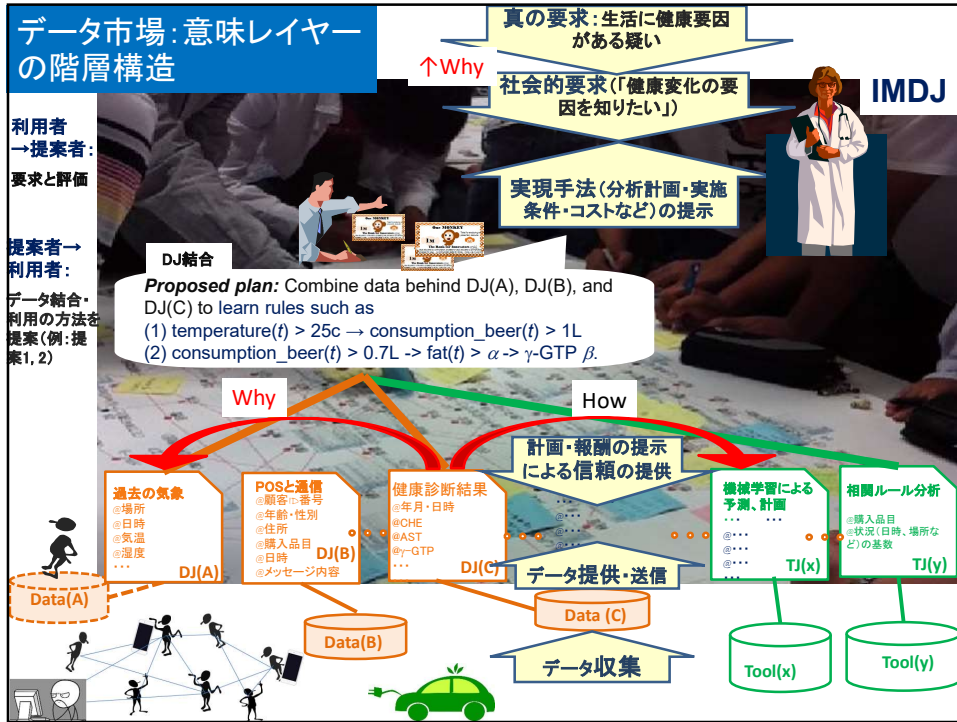 データ市場：意味レイヤー
の階層構造
真の要求：生活に健康要因
がある疑い
↑Why
社会的要求（「健康変化の要
因を知りたい」）
IMDJ
利用者
→提案者：
要求と評価
実現手法（分析計画・実施
条件・コストなど）の提示
提案者→
利用者：
データ結合・
利用の方法を
提案（例：提
案1, 2）
DJ結合
Proposed plan: Combine data behind DJ(A), DJ(B), and
DJ(C) to learn rules such as
(1) temperature(t) > 25c → consumption_beer(t) > 1L
(2) consumption_beer(t) > 0.7L -> fat(t) > α -> γ-GTP β.
Why
How
計画・報酬の提示
による信頼の提供
過去の気象
@場所
@日時
@気温
@湿度
・・・
DJ(A)
POSと通信
@顧客ID番号
@年齢・性別
@住所
@購入品目
@日時
@メッセージ内容
DJ(B)
健康診断結果
@年月・日時
@CHE
@AST
@γ-GTP
・・・
DJ(C)
機械学習による
予測、計画
・・・ ・・・
@・・・
@・・・
@・・・
・・・
TJ(x)
相関ルール分析
@購入品目
@状況（日時、場所な
ど）の基数
TJ(y)
データ提供・送信
Data(A)
Data(B)
Data (C)
データ収集
Tool(x)
Tool(y)